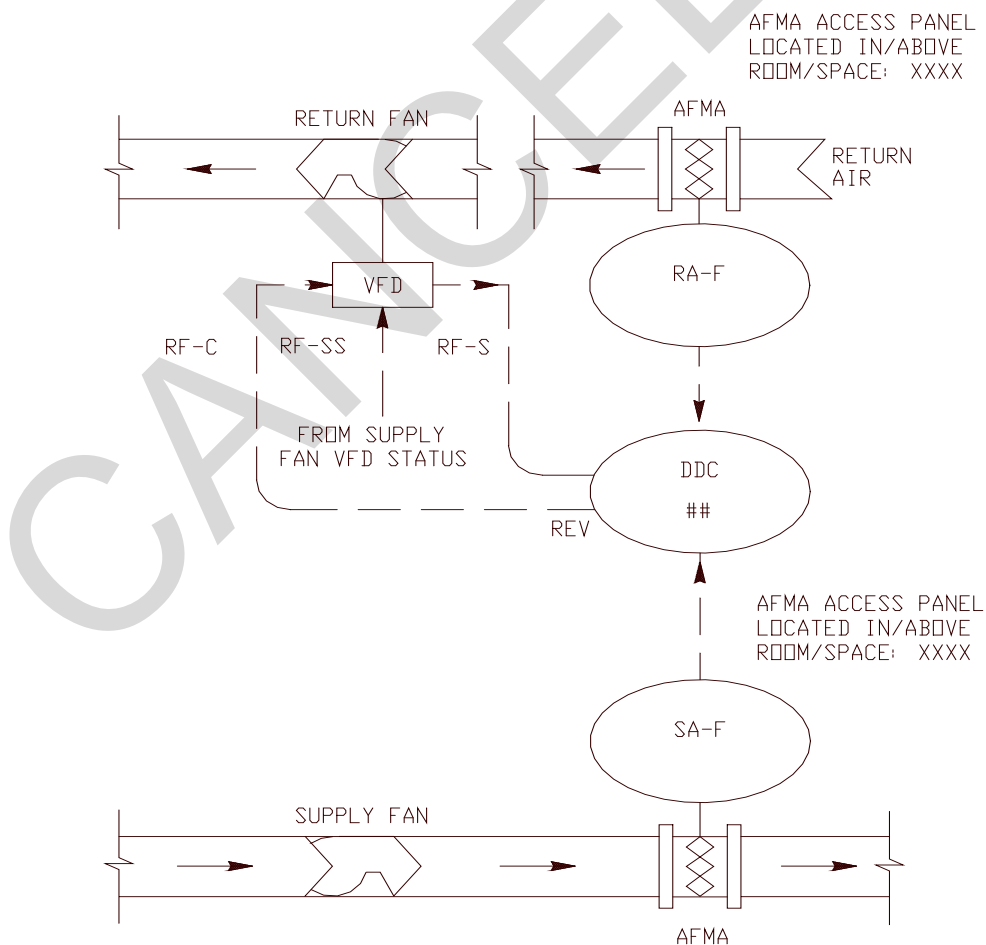 AFMA ACCESS PANEL
LOCATED IN/ABOVE
ROOM/SPACE: XXXX
AFMA
RETURN FAN
RETURN
AIR
RA-F
VFD
RF-C
RF-SS
RF-S
FROM SUPPLY
FAN VFD STATUS
DDC
##
REV
AFMA ACCESS PANEL
LOCATED IN/ABOVE
ROOM/SPACE: XXXX
SA-F
SUPPLY FAN
AFMA